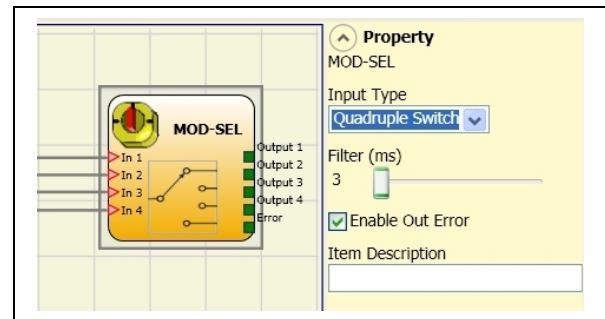 MOD-SEL
In 1
In 2
In 3
In 4
Output 1
Output 2
Output 3
Output 4
Error
Property
MOD-SEL
Input Type
Quadruple Switch
Filter (ms)
3
Enable Out Error
Item Description